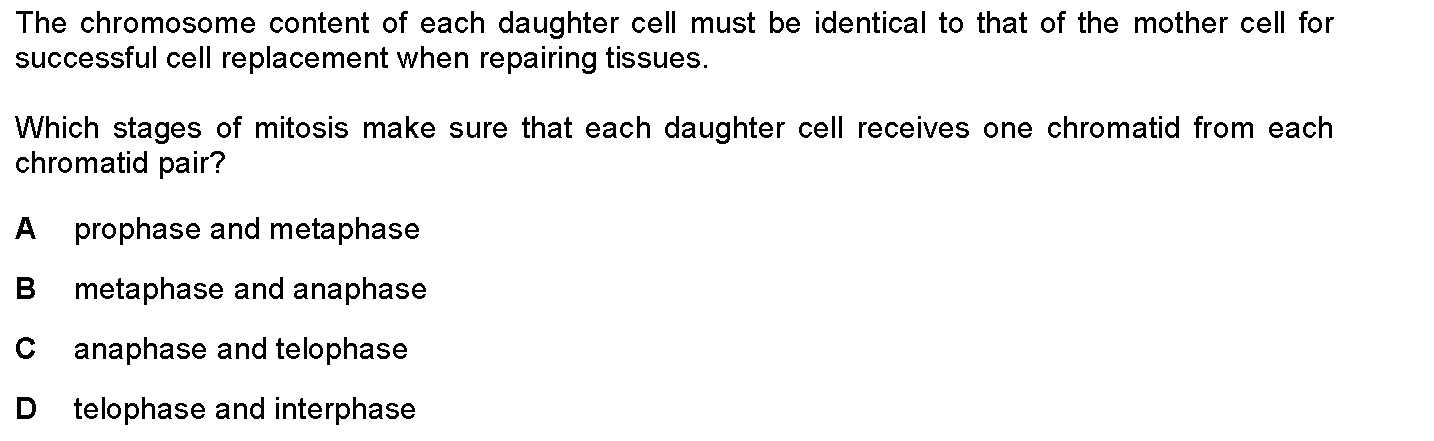 The chromosome content of each daughter cell must be identical to that of the mother cell for
successful cell replacement when repairing tissues.
Which stages of mitosis make sure that each daughter cell receives one chromatid from each
chromatid pair?
A prophase and metaphase
B metaphase and anaphase
C anaphase and telophase
D telophase and interphase